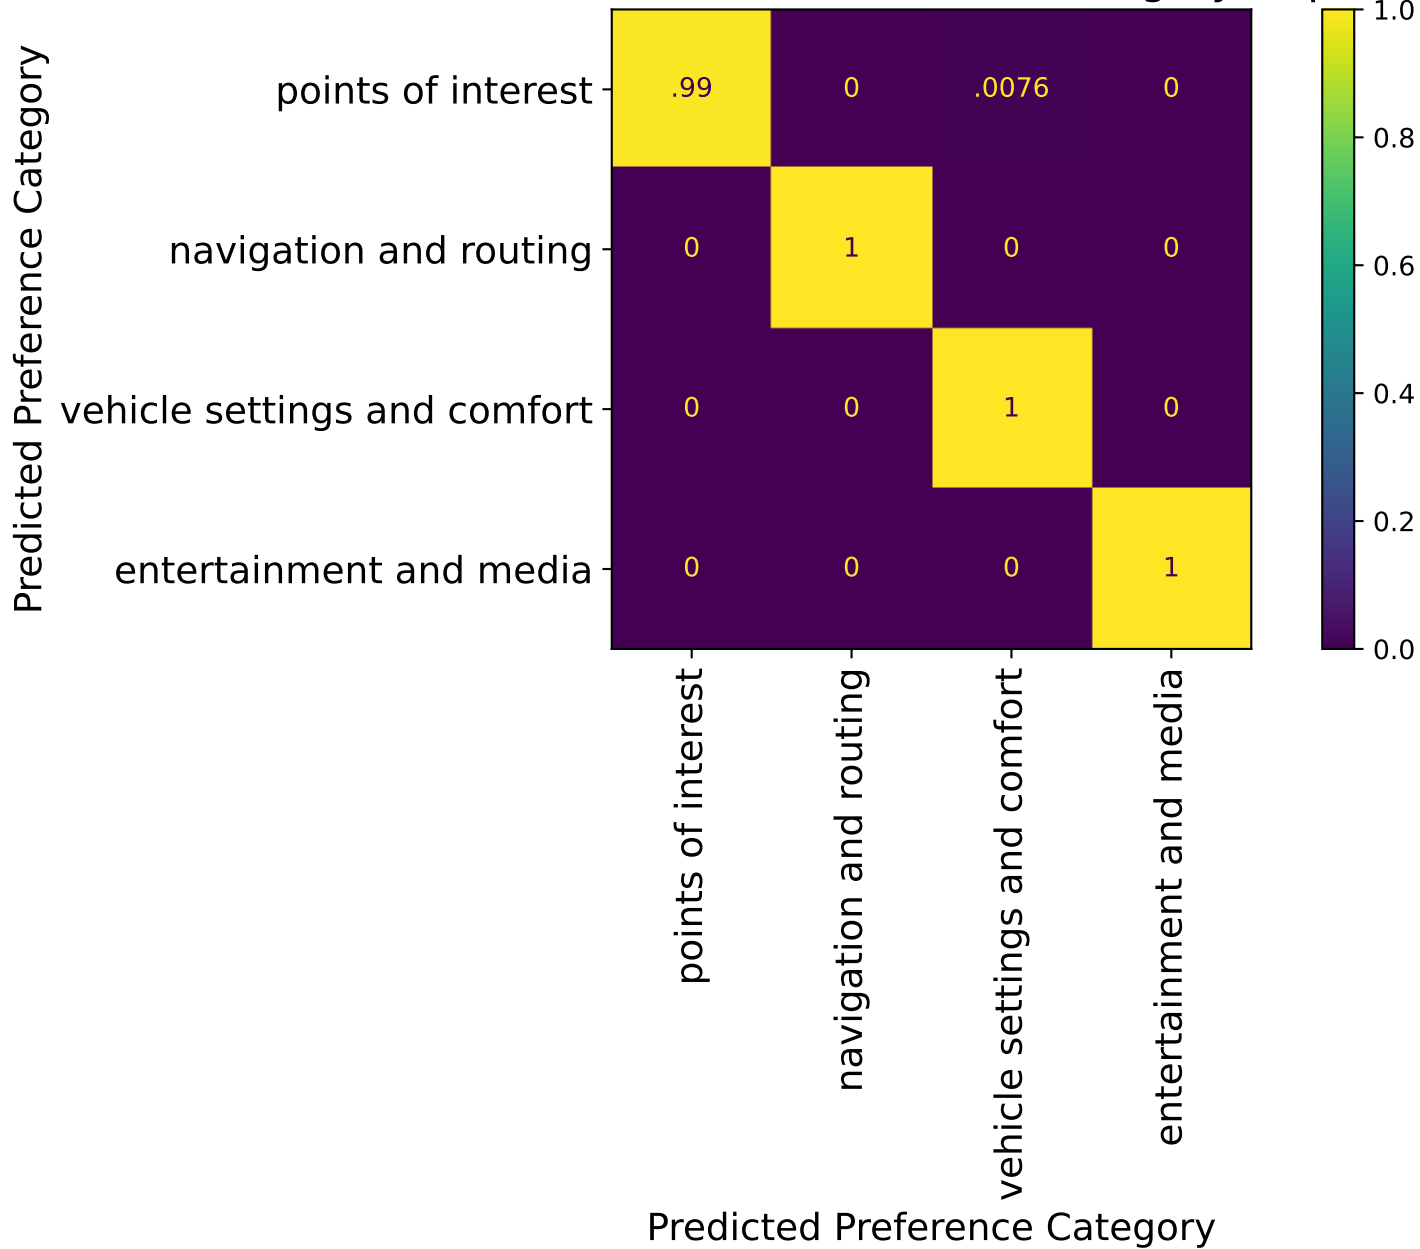 Predicted Preference Category
points of interest
navigation and routing
vehicle settings and comfort
entertainment and media
.99 0 .0076 0
0 1 0 0
0 0 1 0
0 0 0 1
1.0
0.8
0.6
0.4
0.2
0.0
points of interest
navigation and routing
vehicle settings and comfort
entertainment and media
Predicted Preference Category